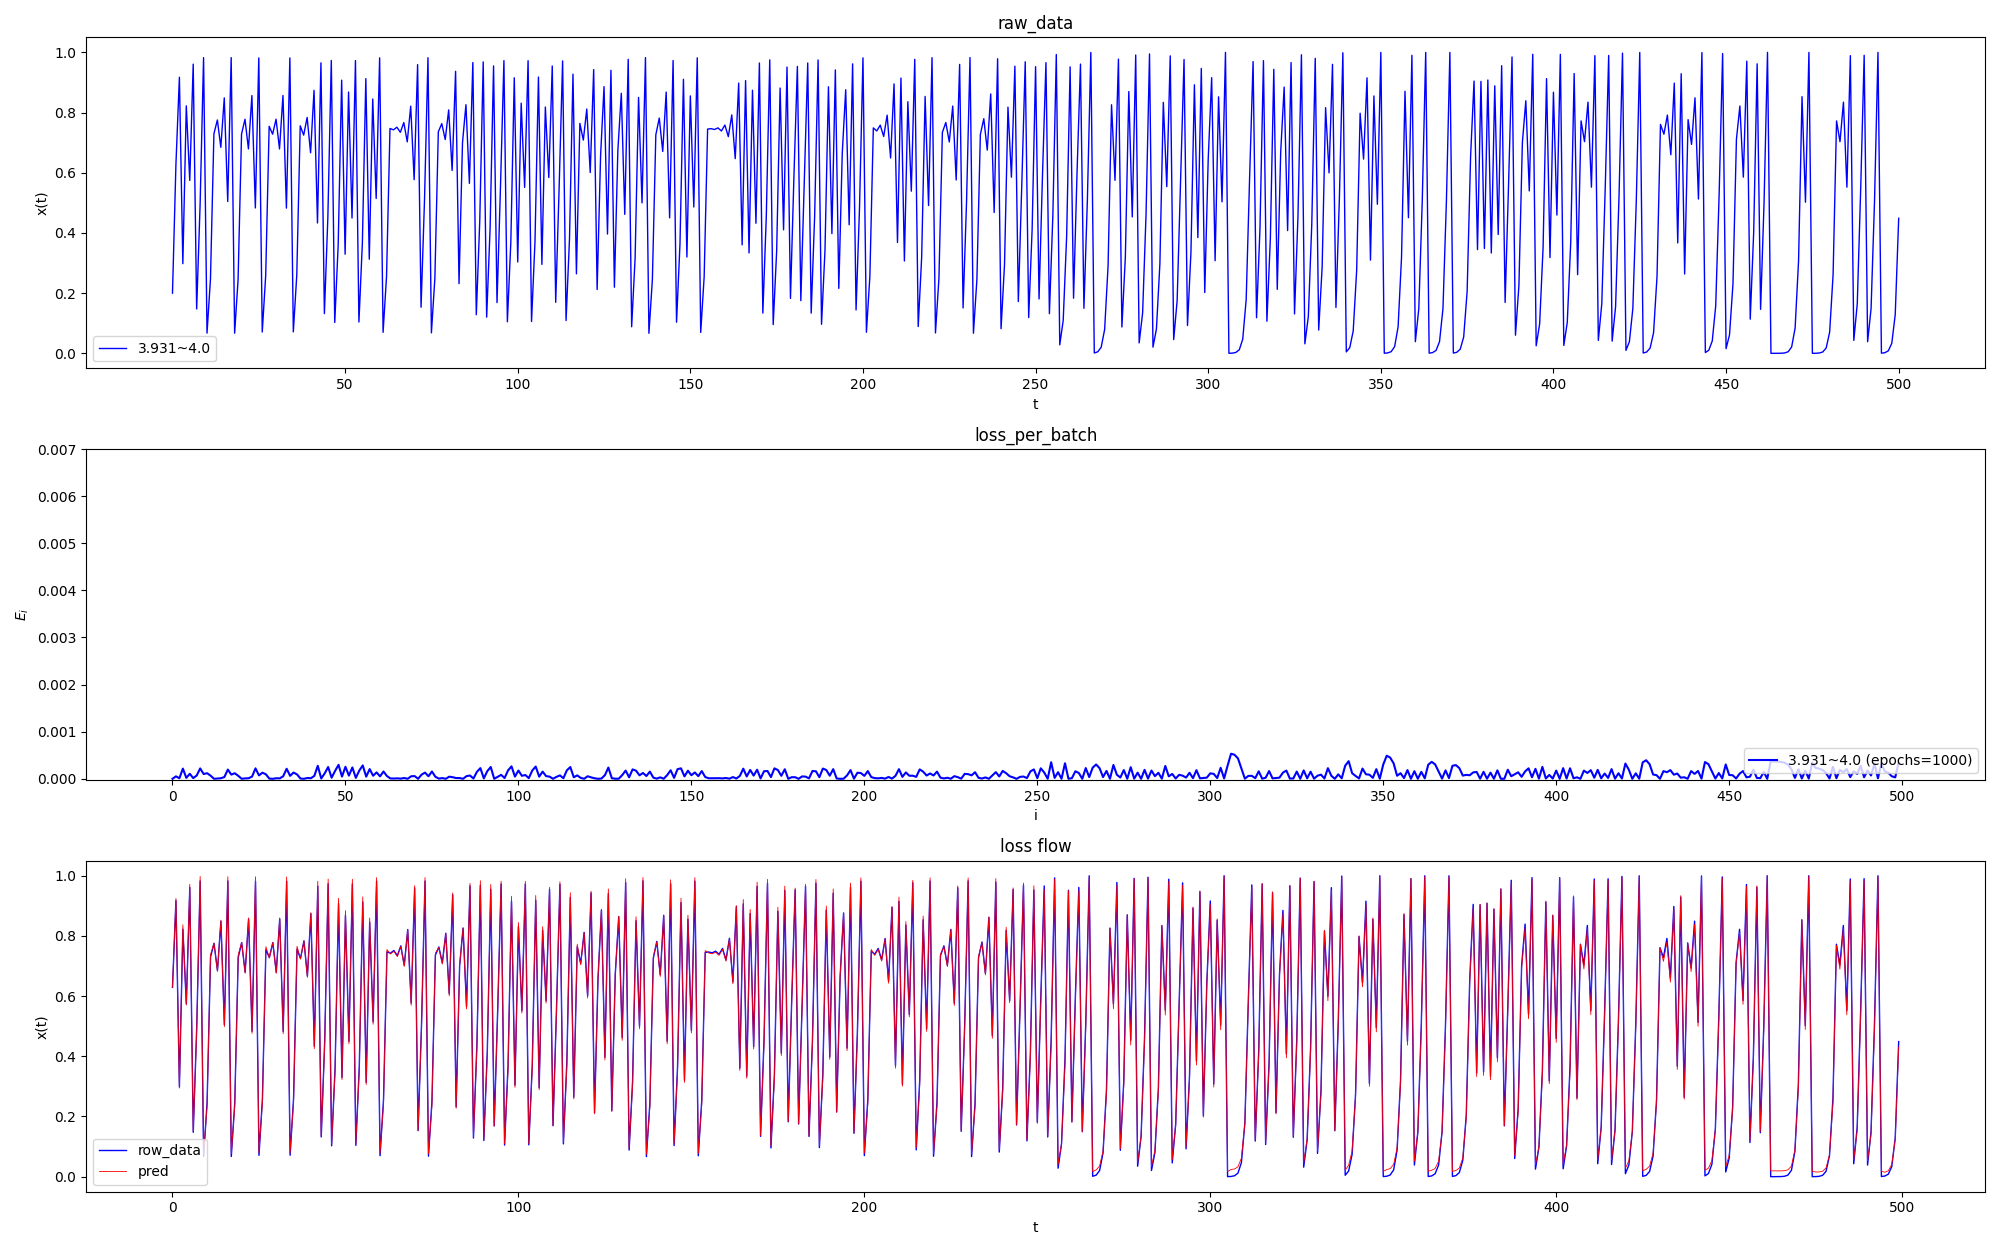 raw_data
1.0
0.8
0.6
0.4
0.2
0.0
x(t)
3.931~4.0
50 100 150 200 250 300 350 400 450 500
t
loss_per_batch
0.007
0.006
0.005
0.004
0.003
0.002
0.001
0.000
E_i
3.931~4.0 (epochs=1000)
0 50 100 150 200 250 300 350 400 450 500
i
loss flow
1.0
0.8
0.6
0.4
0.2
0.0
x(t)
row_data
pred
0 100 200 300 400 500
t